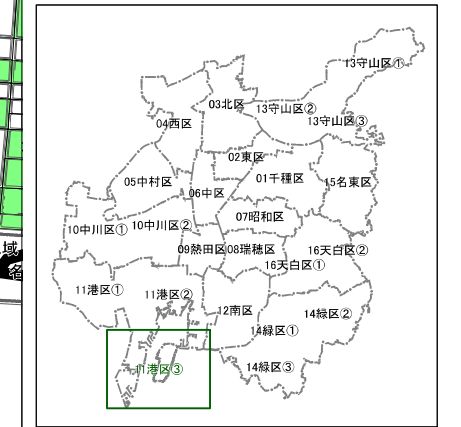 13守山区①
03北区
13守山区②
13守山区③
04西区
02東区
05中村区
01千種区
15名東区
06中区
07昭和区
10中川区①
10中川区②
09熱田区
08瑞穂区
16天白区②
16天白区①
11港区①
11港区②
12南区
14緑区②
14緑区①
14緑区③
11港区③
域
名